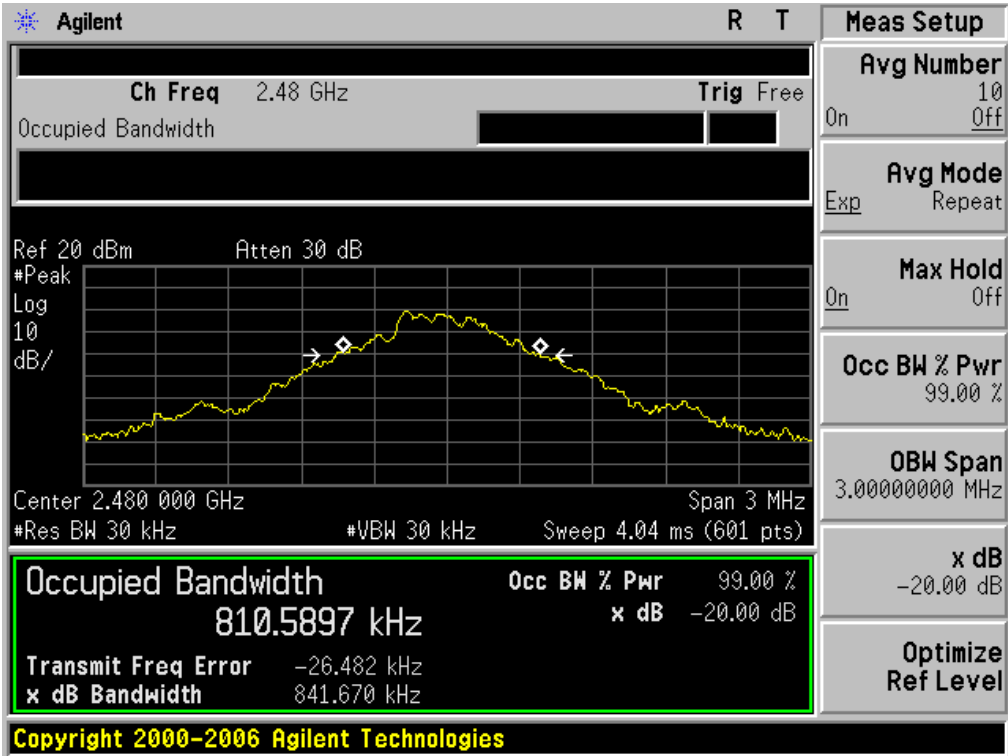 Agilent R T
Ch Freq 2.48 GHz Trig Free
Occupied Bandwidth
Ref 20 dBm Atten 30 dB
#Peak
Log
10
dB/
Center 2.480 000 GHz Span 3 MHz
#Res BW 30 kHz #VBW 30 kHz Sweep 4.04 ms (601 pts)
Occupied Bandwidth
810.5897 kHz
Occ BW % Pwr 99.00 %
x dB -20.00 dB
Transmit Freq Error -26.482 kHz
x dB Bandwidth 841.670 kHz
Copyright 2000-2006 Agilent Technologies
Meas Setup
Avg Number
10
On Off
Avg Mode
Exp Repeat
Max Hold
On Off
Occ BW % Pwr
99.00 %
OBW Span
3.00000000 MHz
x dB
-20.00 dB
Optimize
Ref Level